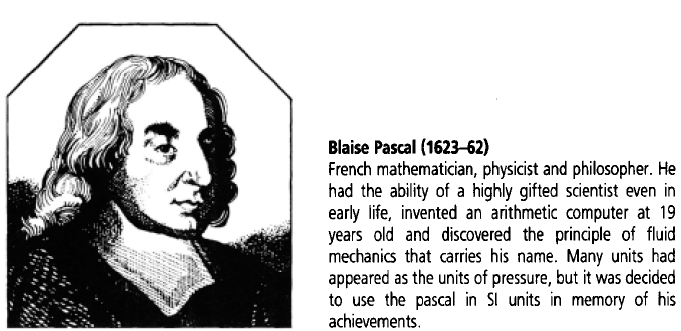 Blaise Pascal (1623–62)
French mathematician, physicist and philosopher. He
had the ability of a highly gifted scientist even in
early life, invented an arithmetic computer at 19
years old and discovered the principle of fluid
mechanics that carries his name. Many units had
appeared as the units of pressure, but it was decided
to use the pascal in SI units in memory of his
achievements.